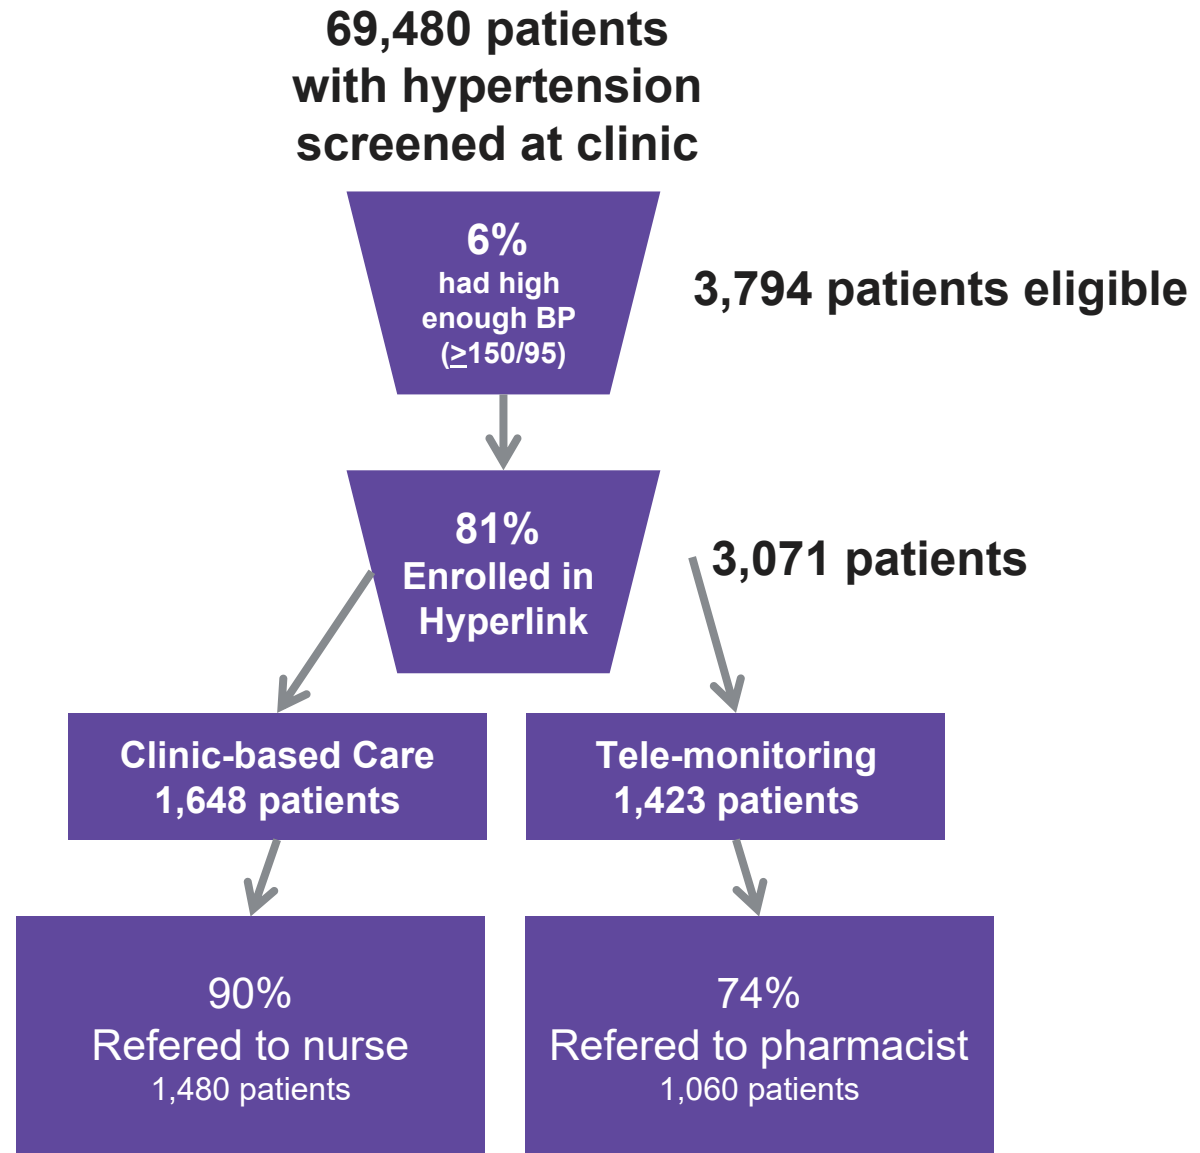 69,480 patients
with hypertension
screened at clinic
6%
had high
enough BP
(≥150/95)
3,794 patients eligible
81%
Enrolled in
Hyperlink
3,071 patients
Clinic-based Care
1,648 patients
Tele-monitoring
1,423 patients
90%
Refered to nurse
1,480 patients
74%
Refered to pharmacist
1,060 patients